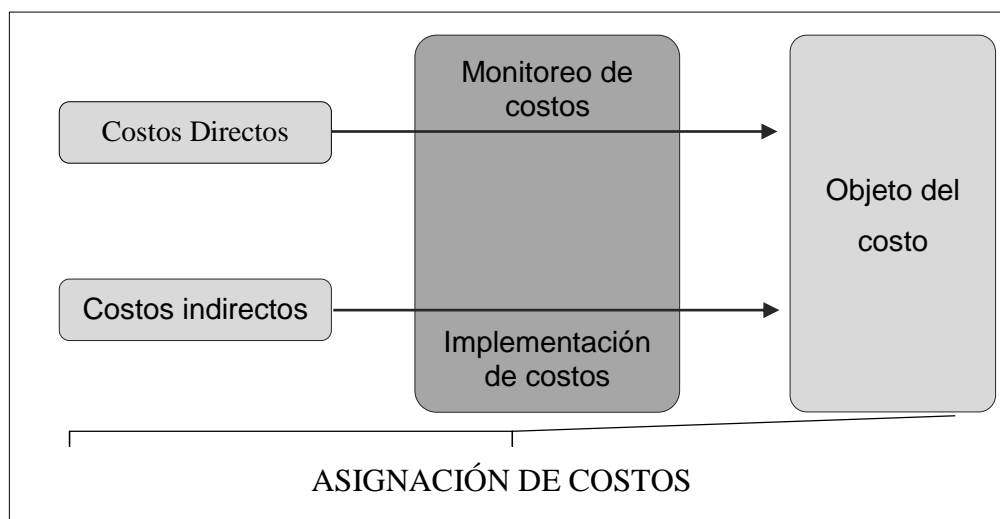 Monitoreo de
costos
Costos Directos
Objeto del
costo
Costos indirectos
Implementación
de costos
ASIGNACIÓN DE COSTOS